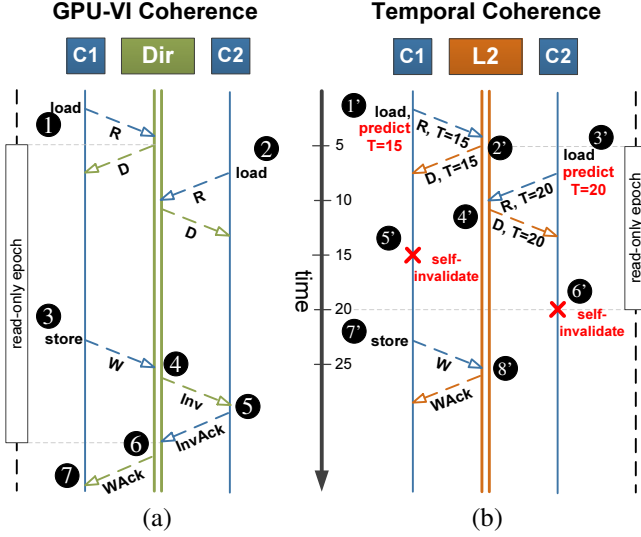 GPU-VI Coherence
C1
Dir
C2
load
1
R
2
D
load
R
D
read-only epoch
3
store
W
4
Inv
5
InvAck
6
WAck
7
(a)
Temporal Coherence
C1
L2
C2
1'
load,
predict
T=15
R, T=15
5
2'
3'
D, T=15
load
predict
T=20
R, T=20
10
4'
D, T=20
5'
15
self-
invalidate
time
6'
20
self-
invalidate
7'
store
25
W
8'
WAck
read-only epoch
(b)